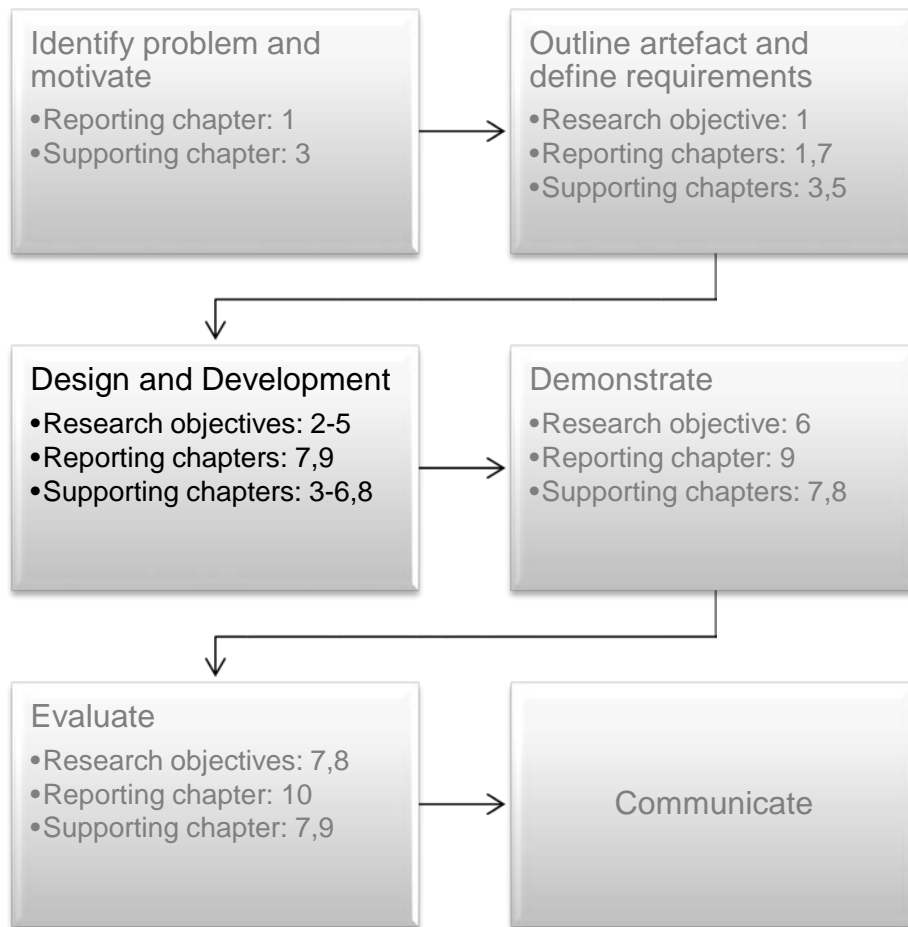 Identify problem and
motivate
•Reporting chapter: 1
•Supporting chapter: 3
Outline artefact and
define requirements
•Research objective: 1
•Reporting chapters: 1,7
•Supporting chapters: 3,5
Design and Development
•Research objectives: 2-5
•Reporting chapters: 7,9
•Supporting chapters: 3-6,8
Demonstrate
•Research objective: 6
•Reporting chapter: 9
•Supporting chapters: 7,8
Evaluate
•Research objectives: 7,8
•Reporting chapter: 10
•Supporting chapter: 7,9
Communicate